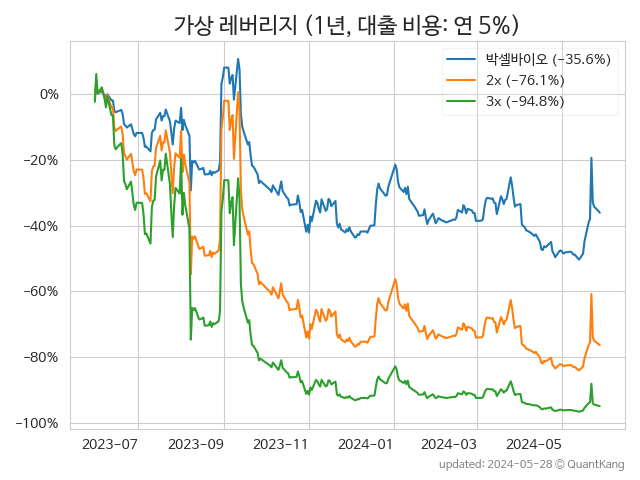 가상 레버리지 (1년, 대출 비용: 연 5%)
박셀바이오 (-35.6%)
2x (-76.1%)
3x (-94.8%)
0%
-20%
-40%
-60%
-80%
-100%
2023-07 2023-09 2023-11 2024-01 2024-03 2024-05
updated: 2024-05-28 © QuantKang